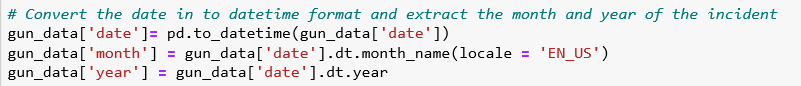 # Convert the date in to datetime format and extract the month and year of the incident
gun_data['date']= pd.to_datetime(gun_data['date'])
gun_data['month'] = gun_data['date'].dt.month_name(locale = 'EN_US')
gun_data['year'] = gun_data['date'].dt.year